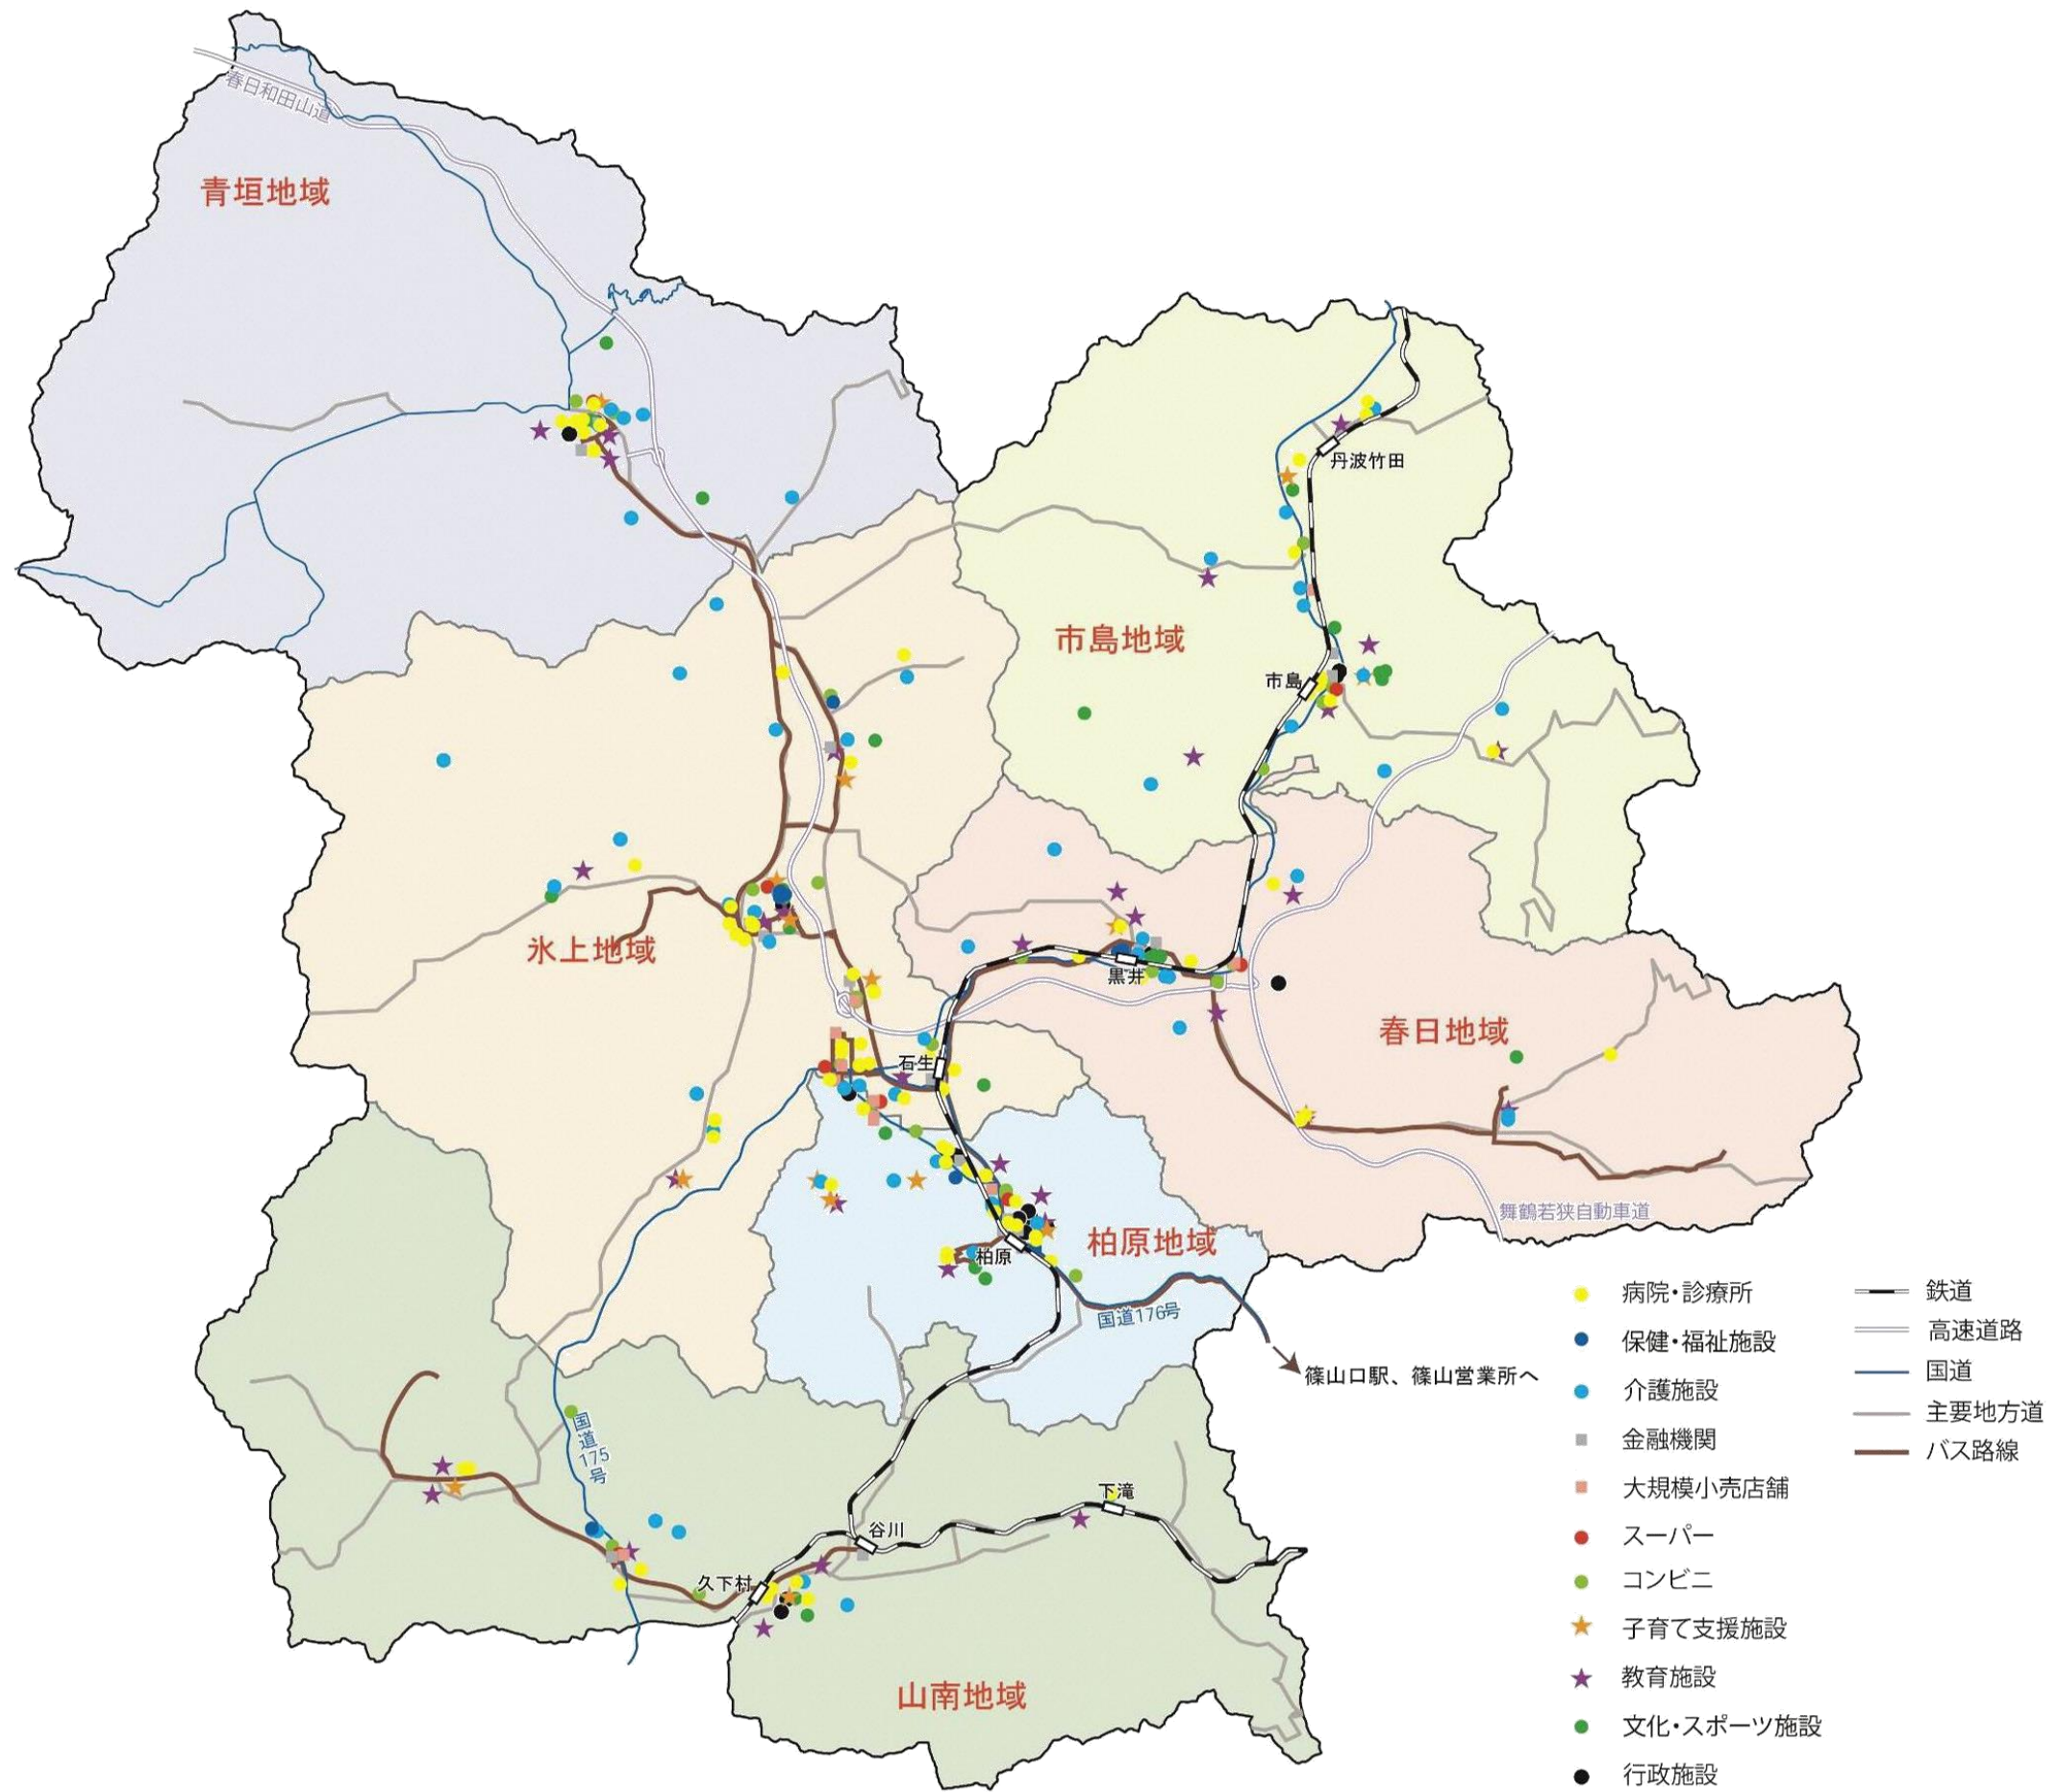 春日和田山道
青垣地域
丹波竹田
市島地域
市島
氷上地域
黒井
春日地域
石生
舞鶴若狭自動車道
柏原地域
柏原
国道176号
篠山口駅、篠山営業所へ
国道175号
下滝
谷川
久下村
山南地域
病院・診療所
保健・福祉施設
介護施設
金融機関
大規模小売店舗
スーパー
コンビニ
子育て支援施設
教育施設
文化・スポーツ施設
行政施設
鉄道
高速道路
国道
主要地方道
バス路線